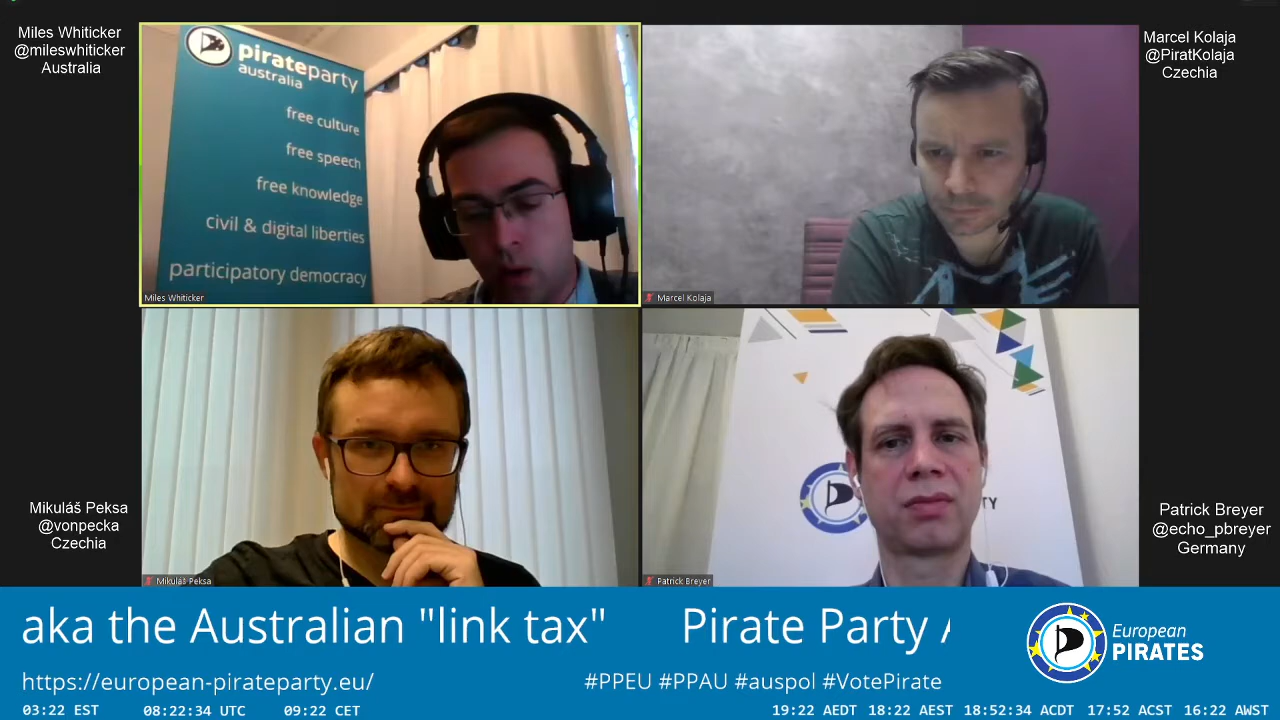 Miles Whiticker
@mileswhiticker
Australia
pirateparty
australia
free culture
free speech
free knowledge
civil & digital liberties
participatory democracy
Miles Whiticker
Marcel Kolaja
@PiratKolaja
Czechia
Marcel Kolaja
Mikuláš Peksa
@vonpecka
Czechia
Mikuláš Peksa
TY
Patrick Breyer
Patrick Breyer
@echo_pbreyer
Germany
aka the Australian "link tax" Pirate Party
European
PIRATES
https://european-pirateparty.eu/ #PPEU #PPAU #auspol #VotePirate
03:22 EST 08:22:34 UTC 09:22 CET 19:22 AEDT 18:22 AEST 18:52:34 ACDT 17:52 ACST 16:22 AWST